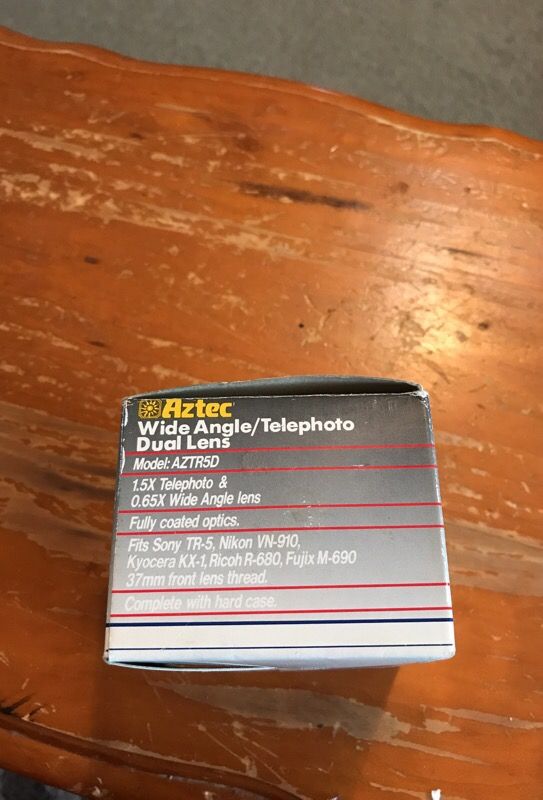 Aztec
Wide Angle/Telephoto
Dual Lens
Model: AZTR5D
1.5X Telephoto &
0.65X Wide Angle lens
Fully coated optics.
Fits Sony TR-5, Nikon VN-910,
Kyocera KX-1, Ricoh R-680, Fujix M-690
37mm front lens thread.
Complete with hard case.